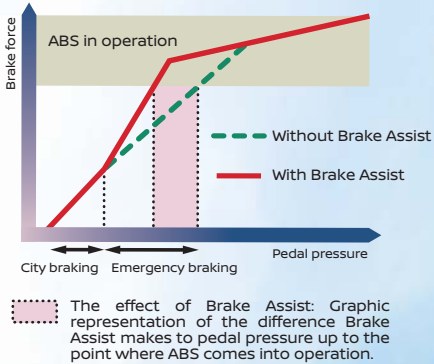 Brake force
ABS in operation
Without Brake Assist
With Brake Assist
Pedal pressure
City braking
Emergency braking
The effect of Brake Assist: Graphic
representation of the difference Brake
Assist makes to pedal pressure up to the
point where ABS comes into operation.